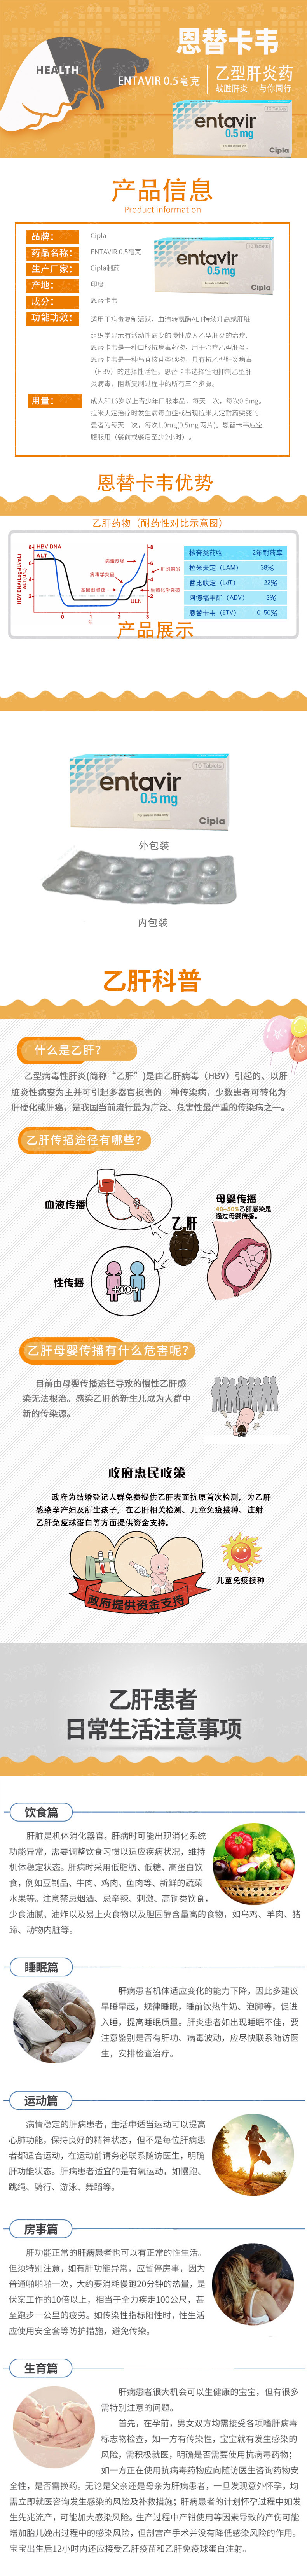 恩替卡韦
HEALTH
ENTAVIR 0.5毫克
乙型肝炎药
战胜肝炎 与你同行
10 Tablets
entavir
0.5mg
Cipla
产品信息
Product information
品牌： Cipla
药品名称： ENTAVIR 0.5毫克
生产厂家： Cipla制药
产地： 印度
成分： 恩替卡韦
entavir
0.5mg
Cipla
功能功效： 适用于病毒复制活跃，血清转氨酶ALT持续升高或肝脏
组织学显示有活动性病变的慢性成人乙型肝炎的治疗.
恩替卡韦是一种口服抗病毒药物，用于治疗乙型肝炎，
恩替卡韦是一种鸟苷核苷类似物，具有抗乙型肝炎病毒
（HBV）的选择性活性。恩替卡韦选择性地抑制乙型肝
炎病毒，阻断复制过程中的所有三个步骤。
用量： 成人和16岁以上青少年口服本品，每天一次，每次0.5mg。
拉米夫定治疗时发生病毒血症或出现拉米夫定耐药突变的
患者为每天一次，每次1.0mg(0.5mg 两片)。恩替卡韦应空
腹服用（餐前或餐后至少2小时）。
恩替卡韦优势
乙肝药物（耐药性对比示意图）
HBV DNA(Log₁₀IU/mL)
ALT(U/L)
8
6
4
2
HBV DNA
ALT
病毒拉米
病毒学突破
基因型耐药
肝炎突发
生物化学突破
ULN
8
6
4
2
0
1
2
3
年
核苷类药物 2年耐药率
拉米夫定（LAM） 38%
替比夫定（LdT） 22%
阿德福韦酯（ADV） 3%
恩替卡韦（ETV） 0.50%
产品展示
10 Tablets
entavir
0.5mg
For sale in India only
Cipla
外包装
内包装
乙肝科普
什么是乙肝？
乙型病毒性肝炎(简称“乙肝”)是由乙肝病毒（HBV）引起的、以肝
脏炎性病变为主并可引起多器官损害的一种传染病，少数患者可转化为
肝硬化或肝癌，是我国当前流行最为广泛、危害性最严重的传染病之一。
乙肝传播途径有哪些？
血液传播
乙肝
母婴传播
40-50%乙肝感染是
通过母婴传播。
性传播
乙肝母婴传播有什么危害呢？
目前由母婴传播途径导致的慢性乙肝感
染无法根治。感染乙肝的新生儿成为人群中
新的传染源。
政府惠民政策
政府为结婚登记人群免费提供乙肝表面抗原首次检测，为乙肝
感染孕产妇及所生孩子，在乙肝相关检测、儿童免疫接种、注射
乙肝免疫球蛋白等方面提供资金支持。
政府提供资金支持
儿童免疫接种
乙肝患者
日常生活注意事项
饮食篇
肝脏是机体消化器官，肝病时可能出现消化系统
功能异常，需要调整饮食习惯以适应疾病状况，维持
机体稳定状态。肝病时采用低脂肪、低糖、高蛋白饮
食，例如豆制品、牛肉、鸡肉、鱼肉等、新鲜的蔬菜
水果等。注意禁忌烟酒、忌辛辣、刺激、高铜类饮食，
少食油腻、油炸以及易上火食物以及胆固醇含量高的食物，如乌鸡、羊肉、猪
蹄、动物内脏等。
睡眠篇
肝病患者机体适应变化的能力下降，因此多建议
早睡早起，规律睡眠，睡前饮热牛奶、泡脚等，促进
入睡，提高睡眠质量。肝炎患者如出现睡眠不佳，要
注意鉴别是否有肝功、病毒波动，应尽快联系随访医
生，安排检查治疗。
运动篇
病情稳定的肝病患者，生活中适当运动可以提高
心肺功能，保持良好的精神状态，但不是每位肝病患
者都适合运动，在运动前请务必联系随访医生，明确
肝功能状态。肝病患者适宜的是有氧运动，如慢跑、
跳绳、骑行、游泳、舞蹈等。
房事篇
肝功能正常的肝病患者也可以有正常的性生活。
但须特别注意，如有肝功能异常，应暂停房事，因为
普通啪啪啪一次，大约要消耗慢跑20分钟的热量，是
伏案工作的10倍以上，相当于全力疾走100公尺，甚
至跑步一公里的疲劳。如传染性指标阳性时，性生活
应使用安全套等防护措施，避免传染。
生育篇
肝病患者很大机会可以生健康的宝宝，但有很多
需特别注意的问题。
首先，在孕前，男女双方均需接受各项嗜肝病毒
标志物检查，如一方有传染性，宝宝就有发生感染的
风险，需积极就医，明确是否需要使用抗病毒药物；
如一方正在使用抗病毒药物应向随访医生咨询药物安
全性，是否需换药。无论是父亲还是母亲为肝病患者，一旦发现意外怀孕，均
需立即就医咨询发生感染的风险及补救措施；肝病患者的计划怀孕过程中如发
生先兆流产，可能加大感染风险。生产过程中产钳使用等因素导致的产伤可能
增加胎儿娩出过程中的感染风险，但剖宫产手术并没有降低感染风险的作用。
宝宝出生后12小时内还应接受乙肝疫苗和乙肝免疫球蛋白注射。